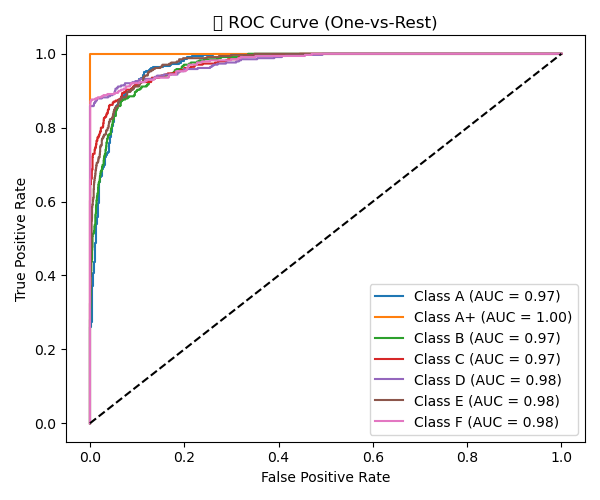 ROC Curve (One-vs-Rest)
True Positive Rate
1.0
0.8
0.6
0.4
0.2
0.0
Class A (AUC = 0.97)
Class A+ (AUC = 1.00)
Class B (AUC = 0.97)
Class C (AUC = 0.97)
Class D (AUC = 0.98)
Class E (AUC = 0.98)
Class F (AUC = 0.98)
0.0 0.2 0.4 0.6 0.8 1.0
False Positive Rate